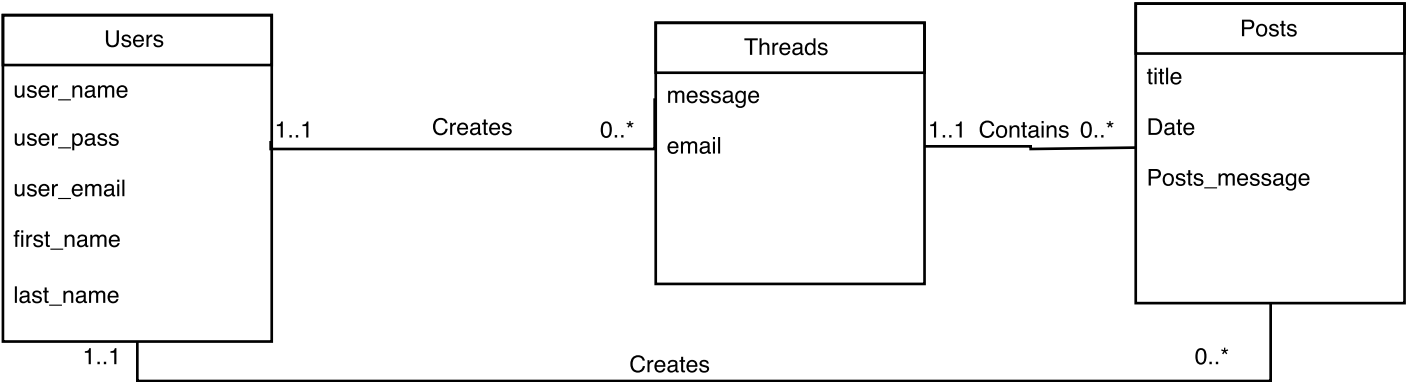 Users
user_name
user_pass
user_email
first_name
last_name
1..1
Creates
0..*
Threads
message
email
1..1
Contains
0..*
Posts
title
Date
Posts_message
1..1
Creates
0..*